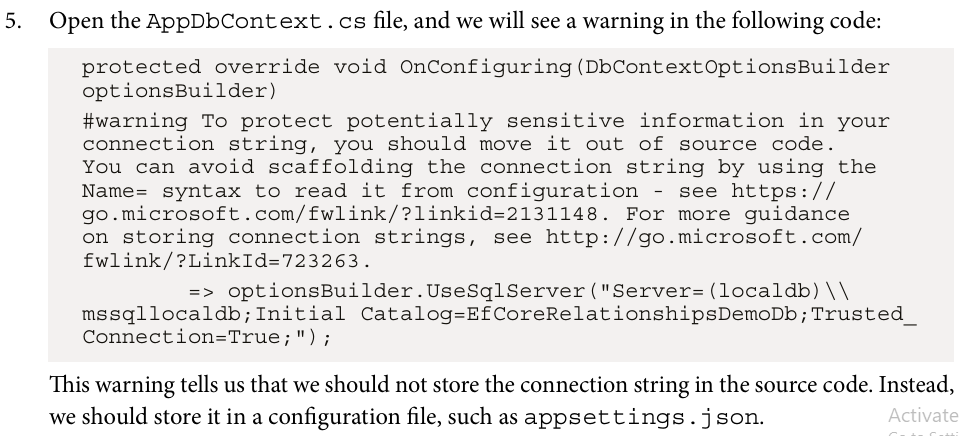 5. Open the AppDbContext.cs file, and we will see a warning in the following code:
protected override void OnConfiguring(DbContextOptionsBuilder
optionsBuilder)
#warning To protect potentially sensitive information in your
connection string, you should move it out of source code.
You can avoid scaffolding the connection string by using the
Name= syntax to read it from configuration - see https://
go.microsoft.com/fwlink/?linkid=2131148. For more guidance
on storing connection strings, see http://go.microsoft.com/
fwlink/?LinkId=723263.
=> optionsBuilder.UseSqlServer("Server=(localdb)\\
mssqllocaldb;Initial Catalog=EfCoreRelationshipsDemoDb;Trusted_
Connection=True;");
This warning tells us that we should not store the connection string in the source code. Instead,
we should store it in a configuration file, such as appsettings.json.
Activate